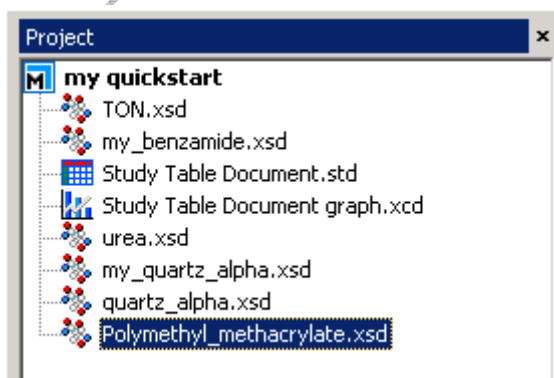 Project
my quickstart
TON.xsd
my_benzamide.xsd
Study Table Document.std
Study Table Document graph.xcd
urea.xsd
my_quartz_alpha.xsd
quartz_alpha.xsd
Polymethyl_methacrylate.xsd